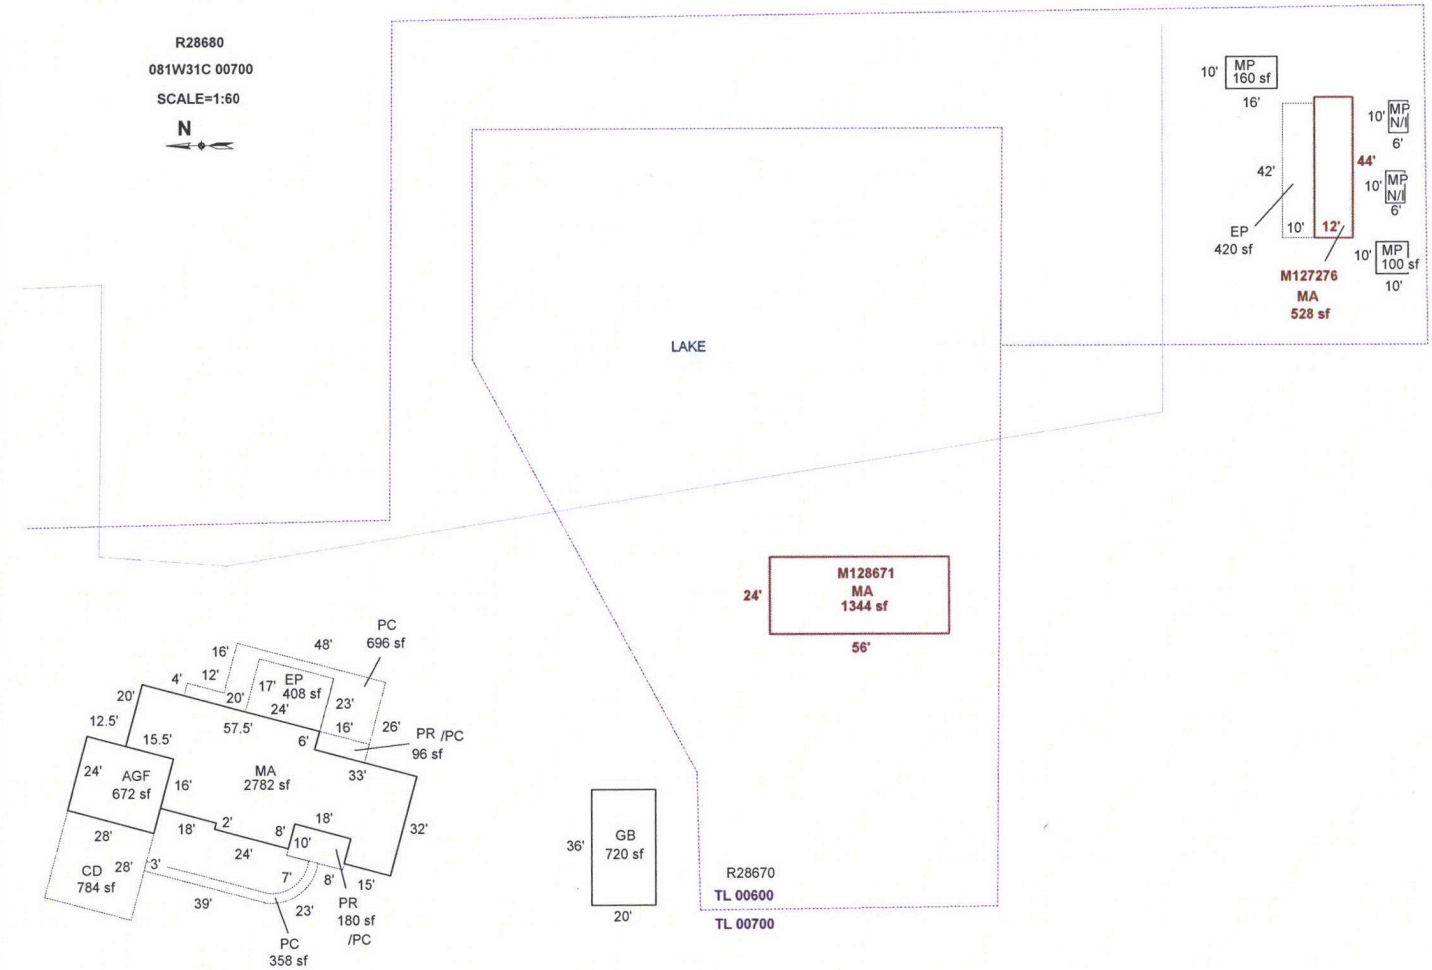 R28680
081W31C 00700
SCALE=1:60
N
10'
MP
160 sf
16'
42'
10'
12'
44'
EP
420 sf
M127276
MA
528 sf
10'
MP
N/I
6'
10'
MP
N/I
6'
10'
MP
100 sf
10'
LAKE
M128671
MA
1344 sf
24'
56'
PC
696 sf
48'
16'
12'
4'
20'
17'
EP
408 sf
24'
23'
16'
26'
PR /PC
96 sf
20'
12.5'
15.5'
57.5'
6'
33'
24'
AGF
672 sf
16'
MA
2782 sf
32'
28'
18'
2'
24'
8'
18'
10'
CD
784 sf
28'
3'
39'
7'
23'
8'
15'
PR
180 sf
/PC
PC
358 sf
36'
GB
720 sf
20'
R28670
TL 00600
TL 00700